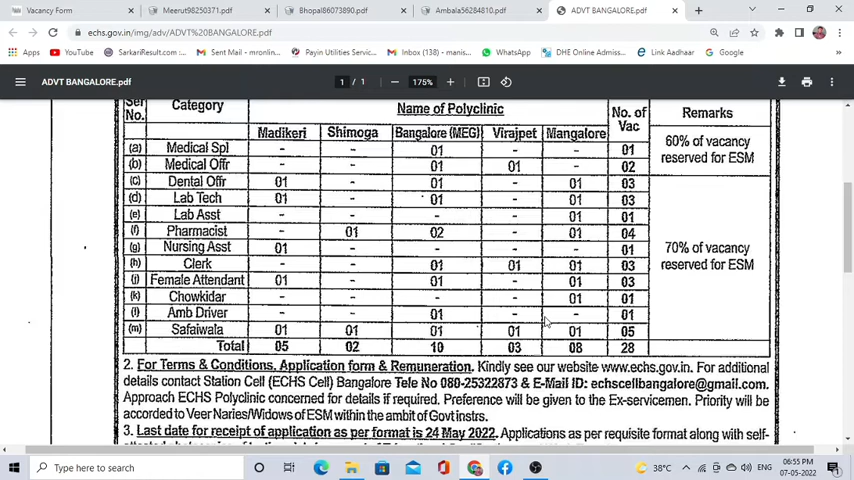 Vacancy Form
Meerut98250371.pdf
Bhopal86073890.pdf
Ambala56284810.pdf
ADVT BANGALORE.pdf
echs.gov.in/img/adv/ADVT%20BANGALORE.pdf
Apps
YouTube
SarkariResult.com :...
Sent Mail - mronlin...
Payin Utilities Servic...
Inbox (138) - manis...
WhatsApp
DHE Online Admiss...
Link Aadhaar
Google
ADVT BANGALORE.pdf
1 / 1
175%
Ser No. Category Name of Polyclinic No. of Vac Remarks
Madikeri Shimoga Bangalore (MEG) Virajpet Mangalore
(a) Medical Spl - - 01 - - 01 60% of vacancy reserved for ESM
(b) Medical Offr - - 01 01 - 02
(c) Dental Offr 01 - 01 - 01 03 70% of vacancy reserved for ESM
(d) Lab Tech 01 - 01 - 01 03
(e) Lab Asst - - - - 01 01
(f) Pharmacist - 01 02 - 01 04
(g) Nursing Asst 01 - - - - 01
(h) Clerk - - 01 01 01 03
(j) Female Attendant 01 - 01 - 01 03
(k) Chowkidar - - - - 01 01
(l) Amb Driver - - 01 - - 01
(m) Safaiwala 01 01 01 01 01 05
Total 05 02 10 03 08 28
2. For Terms & Conditions, Application form & Remuneration. Kindly see our website www.echs.gov.in. For additional
details contact Station Cell (ECHS Cell) Bangalore Tele No 080-25322873 & E-Mail ID: echscellbangalore@gmail.com.
Approach ECHS Polyclinic concerned for details if required. Preference will be given to the Ex-servicemen. Priority will be
accorded to Veer Naries/Widows of ESM within the ambit of Govt instrs.
3. Last date for receipt of application as per format is 24 May 2022. Applications as per requisite format along with self-
Type here to search
38°C
ENG
06:55 PM
07-05-2022